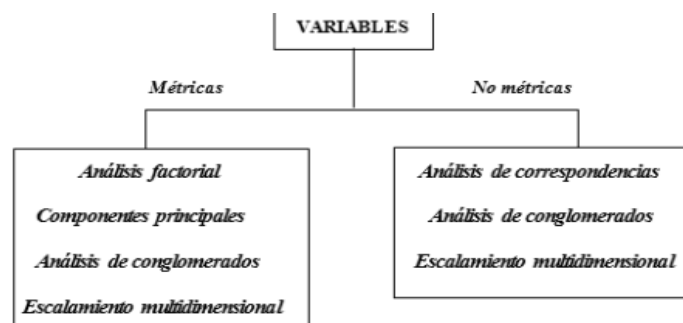 VARIABLES
Métricas
No métricas
Análisis factorial
Componentes principales
Análisis de conglomerados
Escalamiento multidimensional
Análisis de correspondencias
Análisis de conglomerados
Escalamiento multidimensional